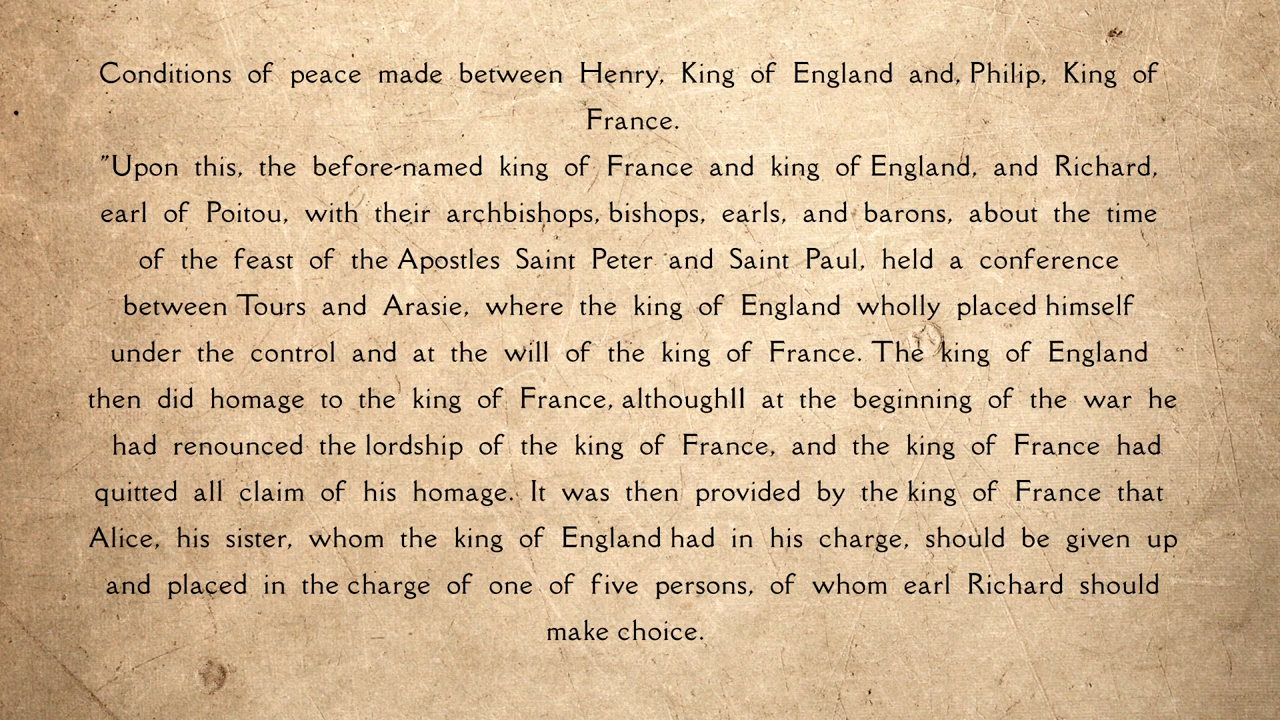 Conditions of peace made between Henry, King of England and, Philip, King of
France.
"Upon this, the before-named king of France and king of England, and Richard,
earl of Poitou, with their archbishops, bishops, earls, and barons, about the time
of the feast of the Apostles Saint Peter and Saint Paul, held a conference
between Tours and Arasie, where the king of England wholly placed himself
under the control and at the will of the king of France. The king of England
then did homage to the king of France, althoughll at the beginning of the war he
had renounced the lordship of the king of France, and the king of France had
quitted all claim of his homage. It was then provided by the king of France that
Alice, his sister, whom the king of England had in his charge, should be given up
and placed in the charge of one of five persons, of whom earl Richard should
make choice.